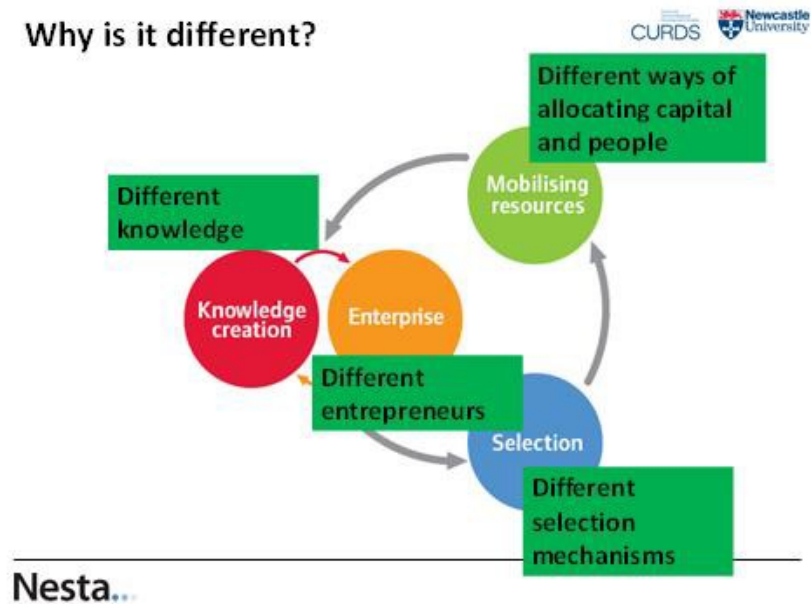 Why is it different?
CURDS
Newcastle
University
Different ways of
allocating capital
and people
Mobilising
resources
Different
knowledge
Knowledge
creation
Enterprise
Different
entrepreneurs
Selection
Different
selection
mechanisms
Nesta...